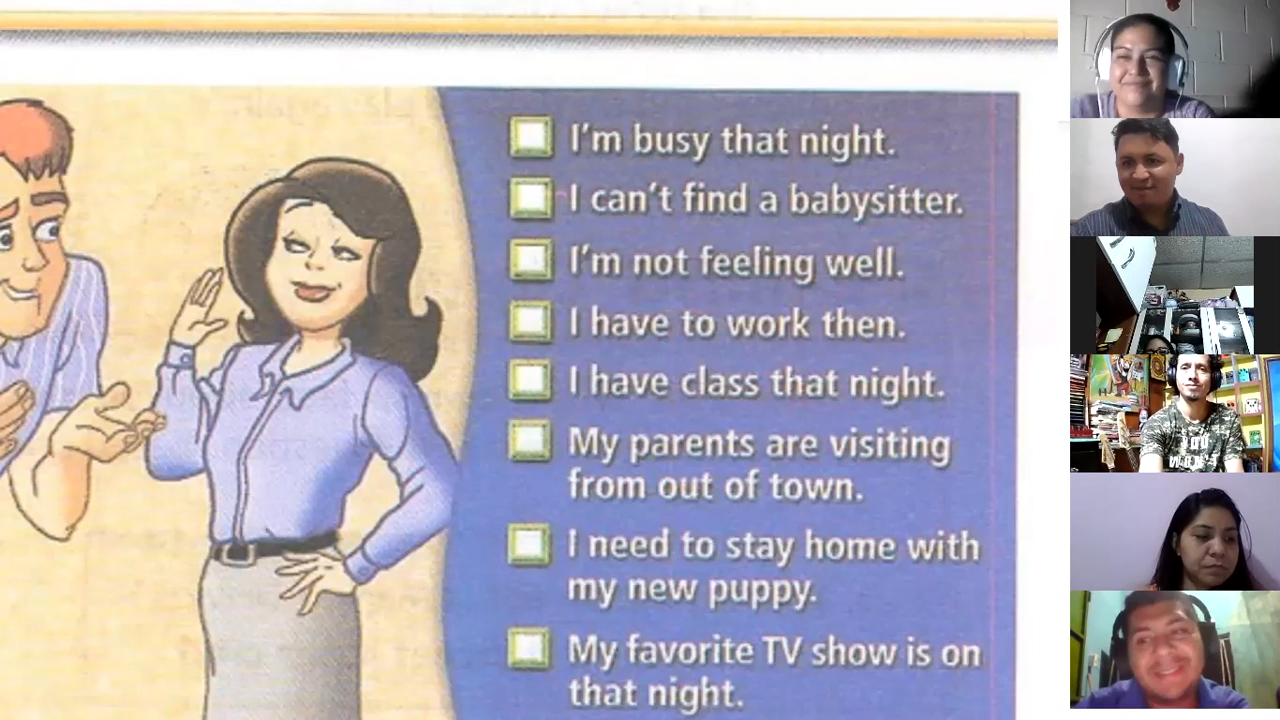 I'm busy that night.
I can't find a babysitter.
I'm not feeling well.
I have to work then.
I have class that night.
My parents are visiting
from out of town.
I need to stay home with
my new puppy.
My favorite TV show is on
that night.